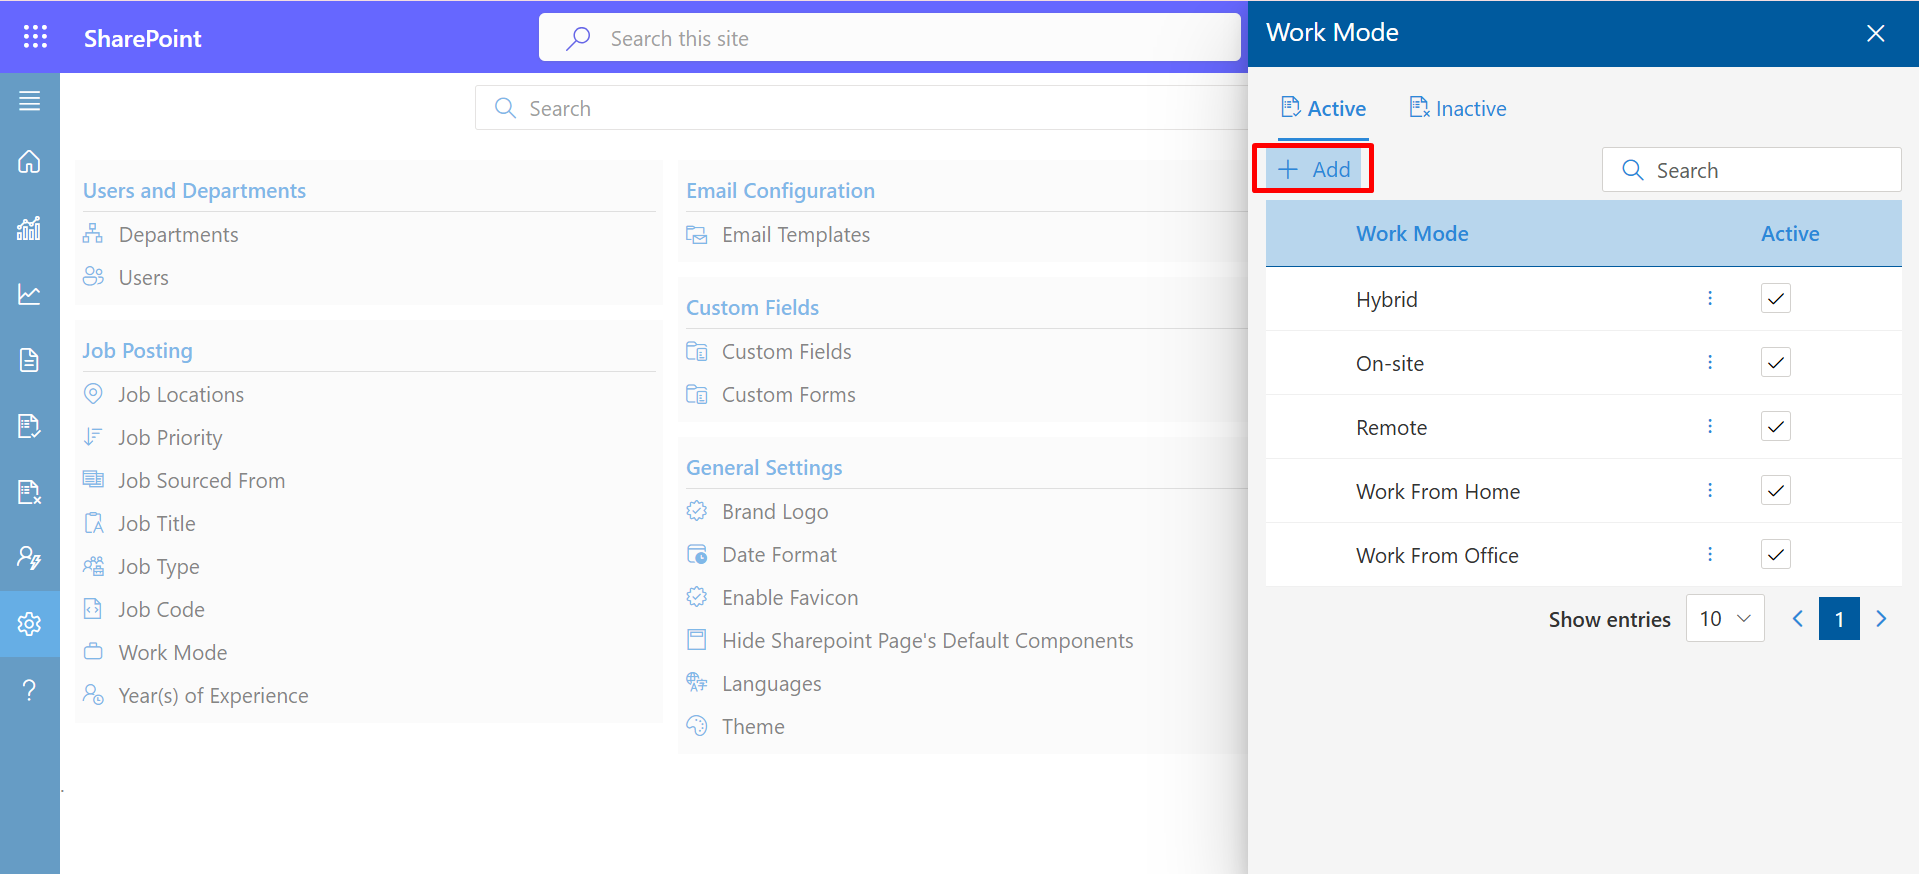 SharePoint
Search this site
Search
Users and Departments
Departments
Users
Job Posting
Job Locations
Job Priority
Job Sourced From
Job Title
Job Type
Job Code
Work Mode
Year(s) of Experience
Email Configuration
Email Templates
Custom Fields
Custom Fields
Custom Forms
General Settings
Brand Logo
Date Format
Enable Favicon
Hide Sharepoint Page's Default Components
Languages
Theme
Work Mode
Active Inactive
Add Search
Work Mode Active
Hybrid
On-site
Remote
Work From Home
Work From Office
Show entries 10 1